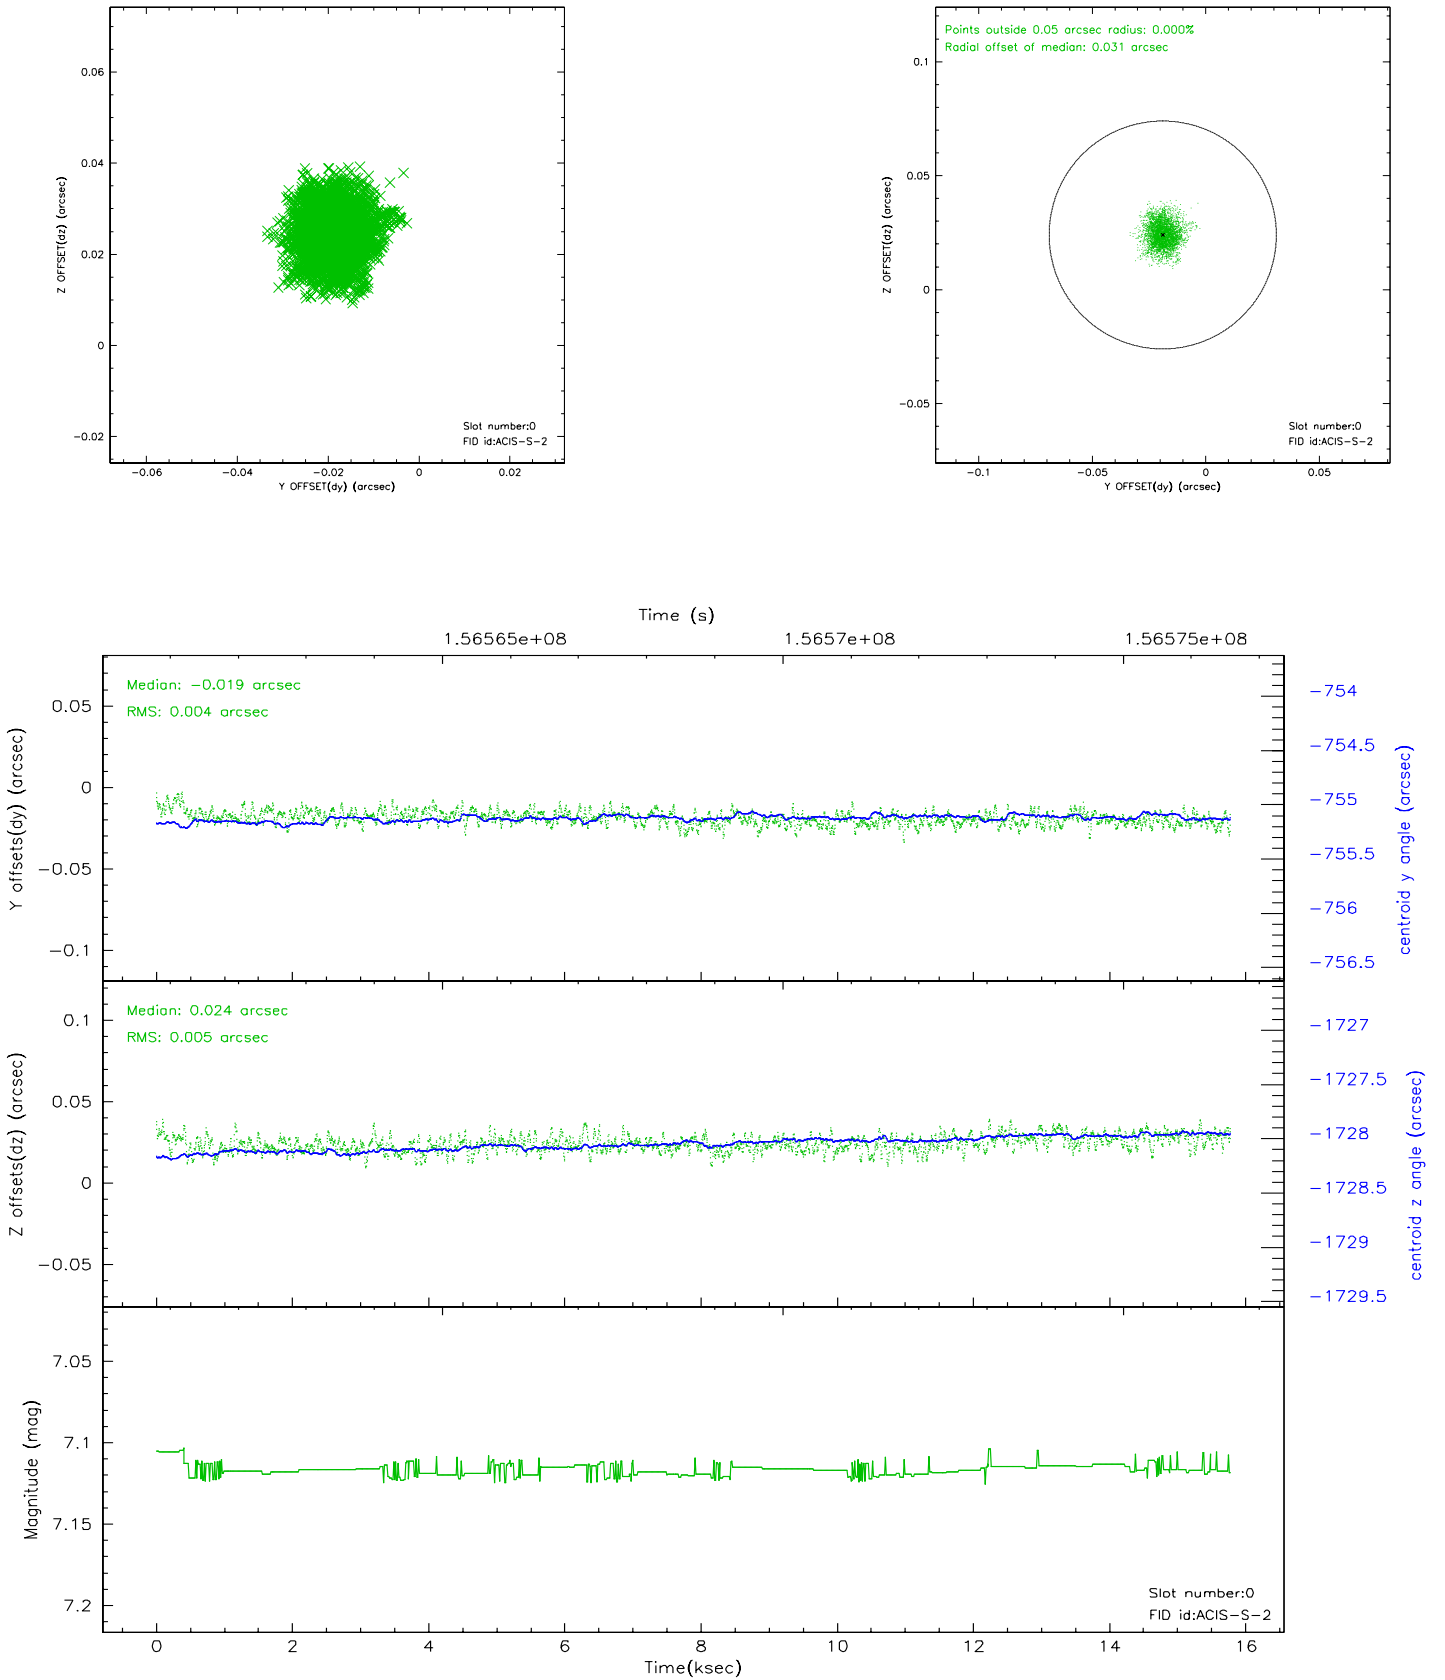 0.06
0.04
0.02
0
−0.02
Z OFFSET(dz) (arcsec)
Slot number:0
FID id:ACIS−S−2
−0.06
−0.04
−0.02
0
0.02
Y OFFSET(dy) (arcsec)
Points outside 0.05 arcsec radius: 0.000%
Radial offset of median: 0.031 arcsec
0.1
0.05
0
−0.05
Z OFFSET(dz) (arcsec)
Slot number:0
FID id:ACIS−S−2
−0.1
−0.05
0
0.05
Y OFFSET(dy) (arcsec)
Time (s)
1.56565e+08
1.5657e+08
1.56575e+08
Median: −0.019 arcsec
RMS: 0.004 arcsec
0.05
0
−0.05
−0.1
Y offsets(dy) (arcsec)
−754
−754.5
−755
−755.5
−756
−756.5
centroid y angle (arcsec)
Median: 0.024 arcsec
RMS: 0.005 arcsec
0.1
0.05
0
−0.05
Z offsets(dz) (arcsec)
−1727
−1727.5
−1728
−1728.5
−1729
−1729.5
centroid z angle (arcsec)
7.05
7.1
7.15
7.2
Magnitude (mag)
Slot number:0
FID id:ACIS−S−2
0
2
4
6
8
10
12
14
16
Time(ksec)